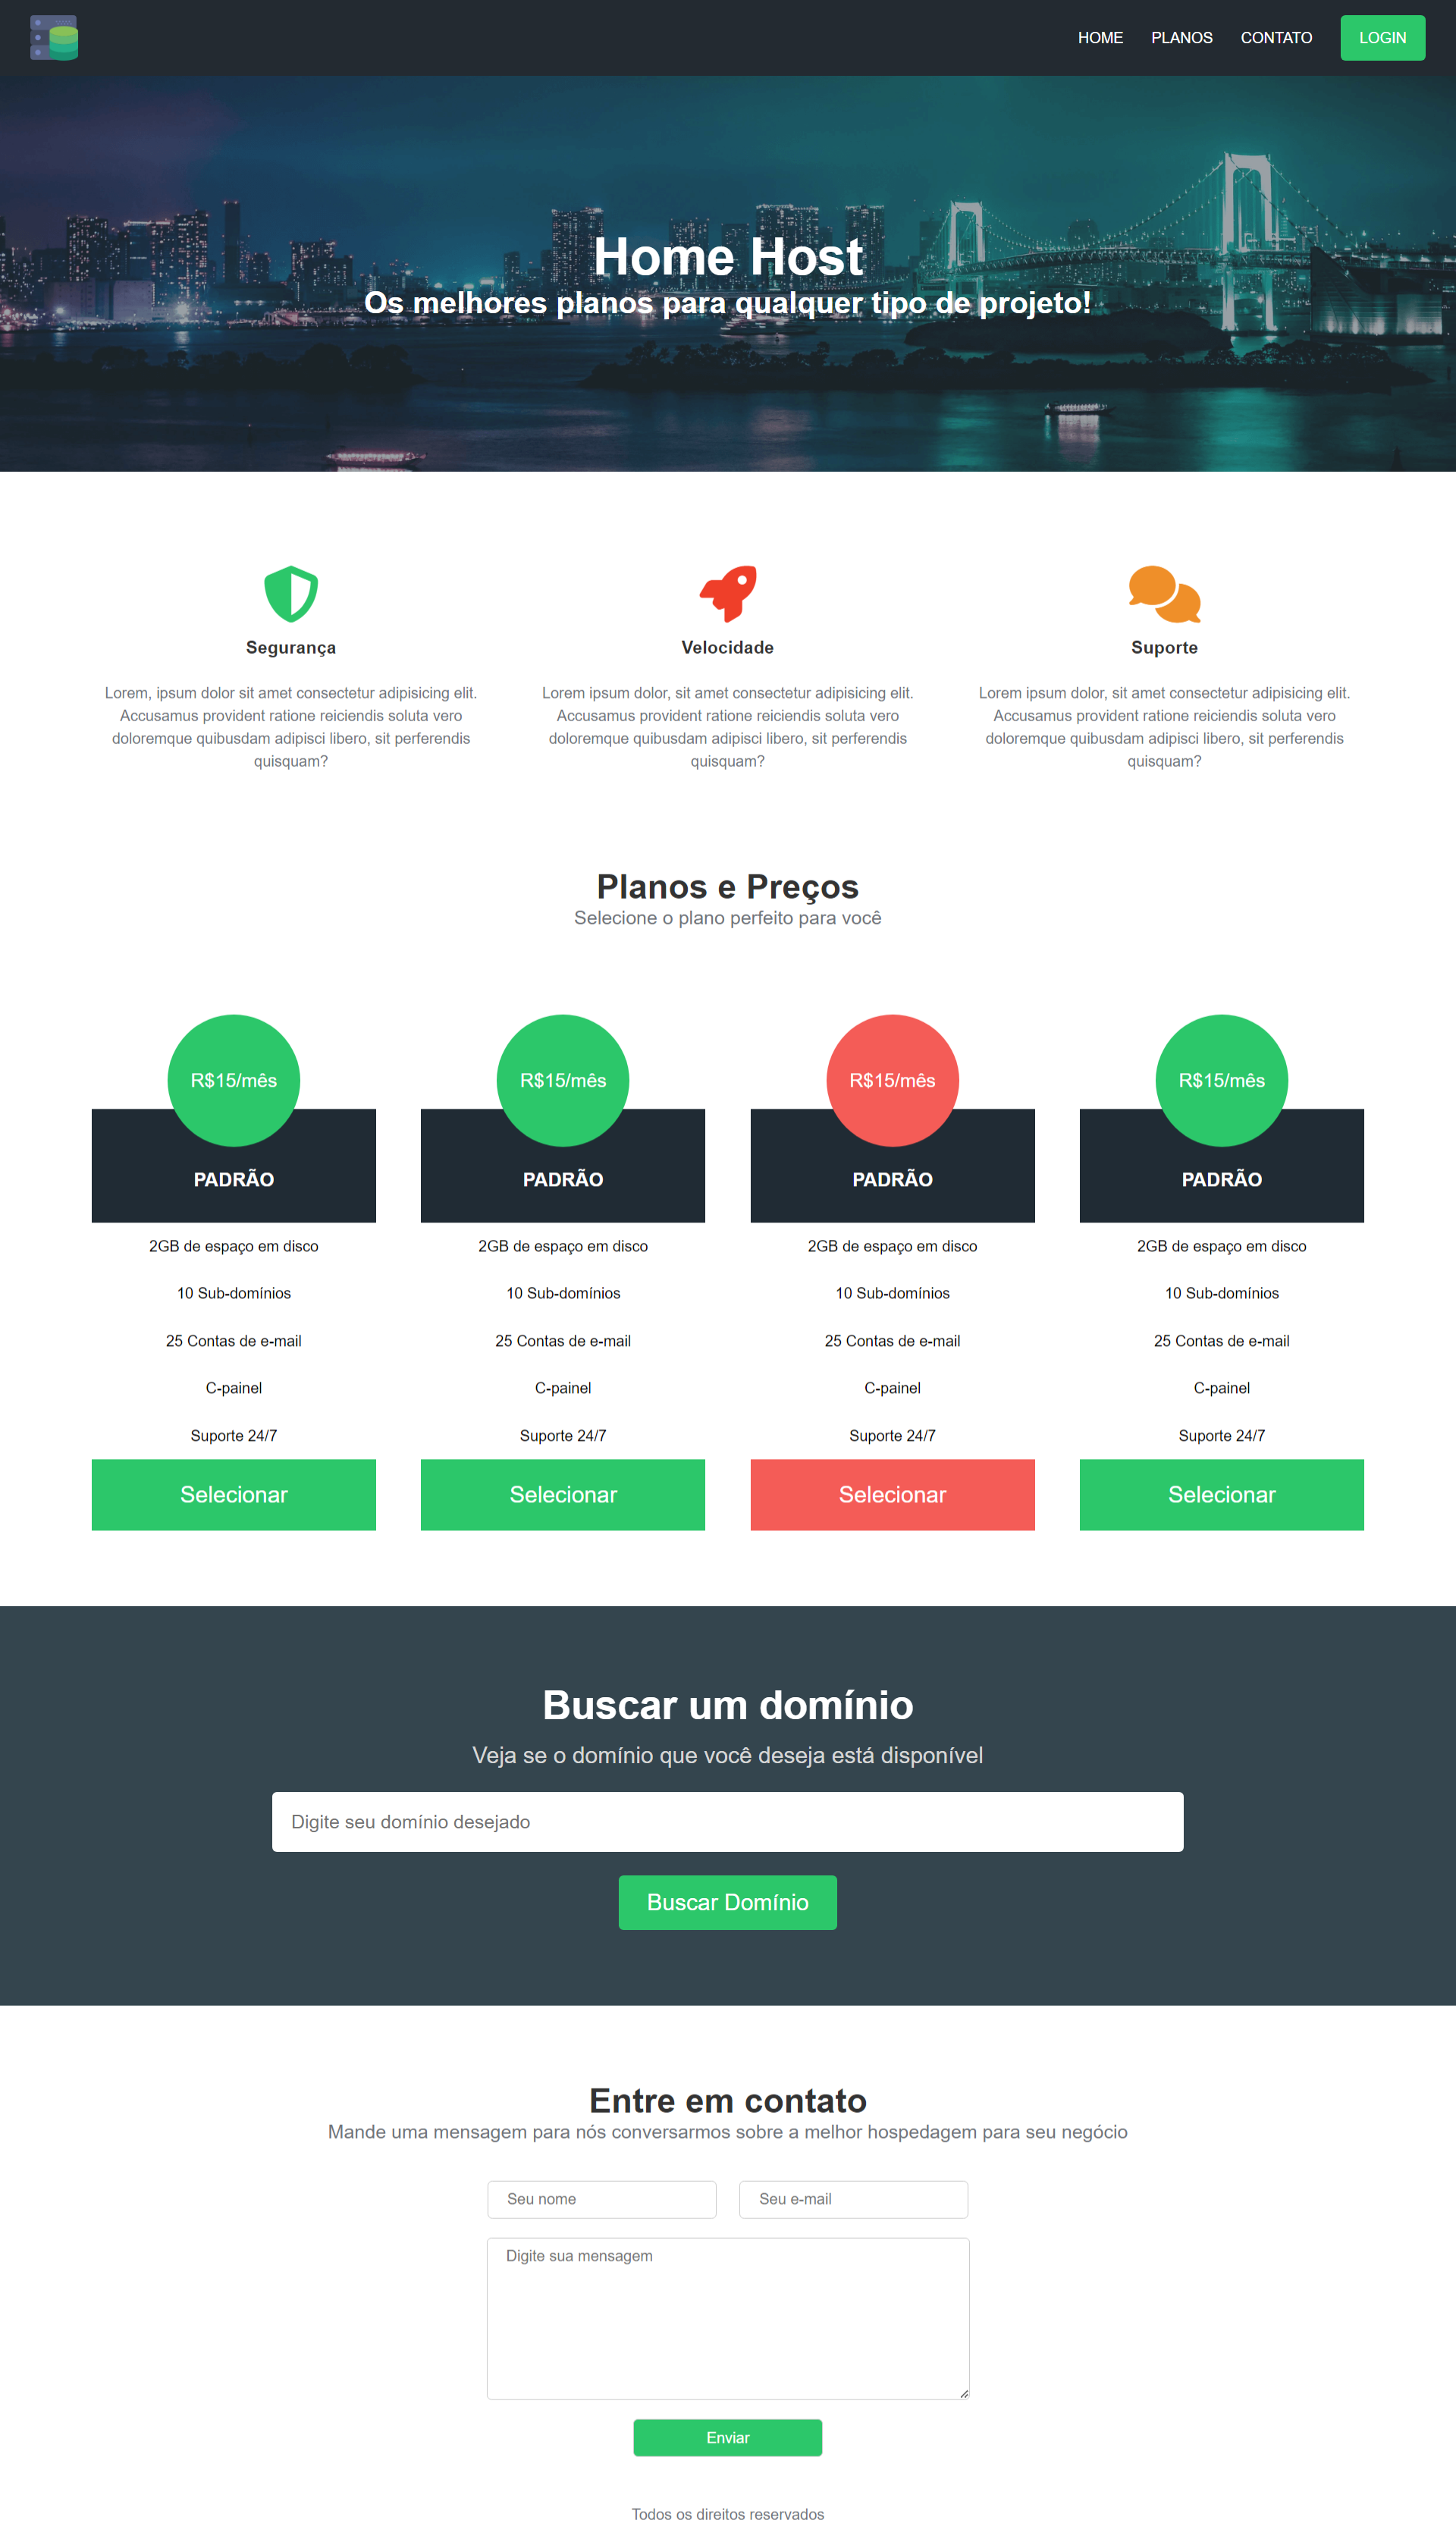 HOME PLANOS CONTATO LOGIN
Home Host
Os melhores planos para qualquer tipo de projeto!
Segurança
Lorem, ipsum dolor sit amet consectetur adipisicing elit.
Accusamus provident ratione reiciendis soluta vero
doloremque quibusdam adipisci libero, sit perferendis
quisquam?
Velocidade
Lorem ipsum dolor, sit amet consectetur adipisicing elit.
Accusamus provident ratione reiciendis soluta vero
doloremque quibusdam adipisci libero, sit perferendis
quisquam?
Suporte
Lorem ipsum dolor, sit amet consectetur adipisicing elit.
Accusamus provident ratione reiciendis soluta vero
doloremque quibusdam adipisci libero, sit perferendis
quisquam?
Planos e Preços
Selecione o plano perfeito para você
R$15/mês
PADRÃO
2GB de espaço em disco
10 Sub-domínios
25 Contas de e-mail
C-painel
Suporte 24/7
Selecionar
R$15/mês
PADRÃO
2GB de espaço em disco
10 Sub-domínios
25 Contas de e-mail
C-painel
Suporte 24/7
Selecionar
R$15/mês
PADRÃO
2GB de espaço em disco
10 Sub-domínios
25 Contas de e-mail
C-painel
Suporte 24/7
Selecionar
R$15/mês
PADRÃO
2GB de espaço em disco
10 Sub-domínios
25 Contas de e-mail
C-painel
Suporte 24/7
Selecionar
Buscar um domínio
Veja se o domínio que você deseja está disponível
Digite seu domínio desejado
Buscar Domínio
Entre em contato
Mande uma mensagem para nós conversarmos sobre a melhor hospedagem para seu negócio
Seu nome
Seu e-mail
Digite sua mensagem
Enviar
Todos os direitos reservados